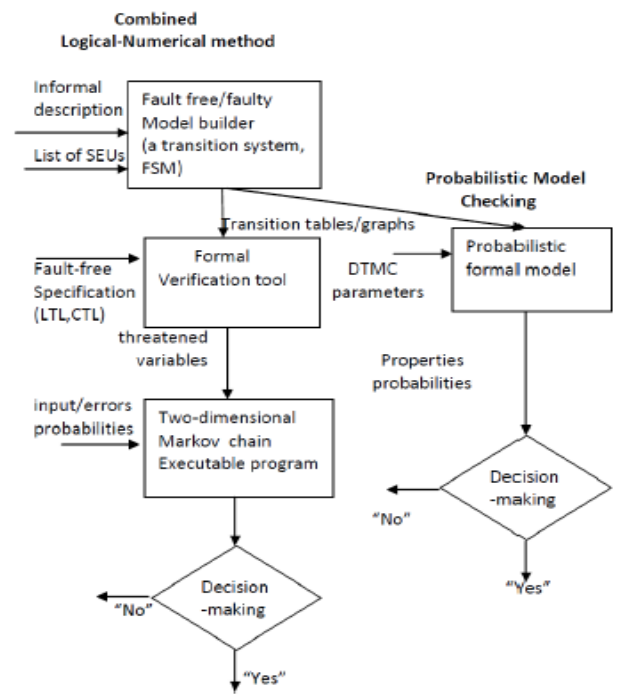 Combined
Logical-Numerical method
Informal
description
List of SEUs
Fault free/faulty
Model builder
(a transition system,
FSM)
Probabilistic Model
Checking
Transition tables/graphs
Fault-free
Specification
(LTL,CTL)
Formal
Verification tool
DTMC
parameters
Probabilistic
formal model
threatened
variables
Properties
probabilities
input/errors
probabilities
Two-dimensional
Markov chain
Executable program
Decision
-making
"No"
"Yes"
Decision
-making
"No"
"Yes"